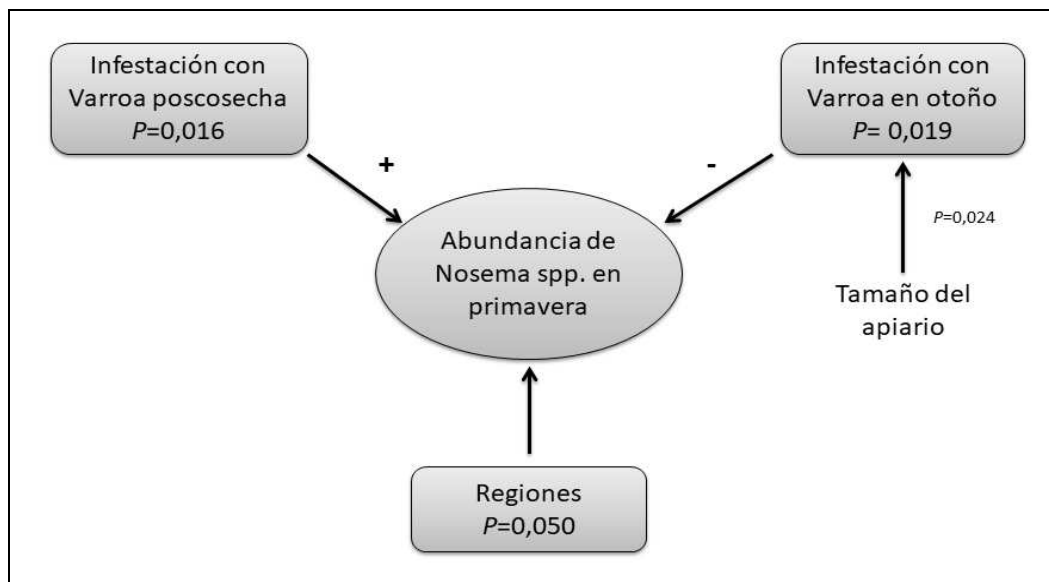 Infestación con
Varroa poscosecha
P=0,016
Infestación con
Varroa en otoño
P= 0,019
+
-
Abundancia de
Nosema spp. en
primavera
P=0,024
Tamaño del
apiario
Regiones
P=0,050